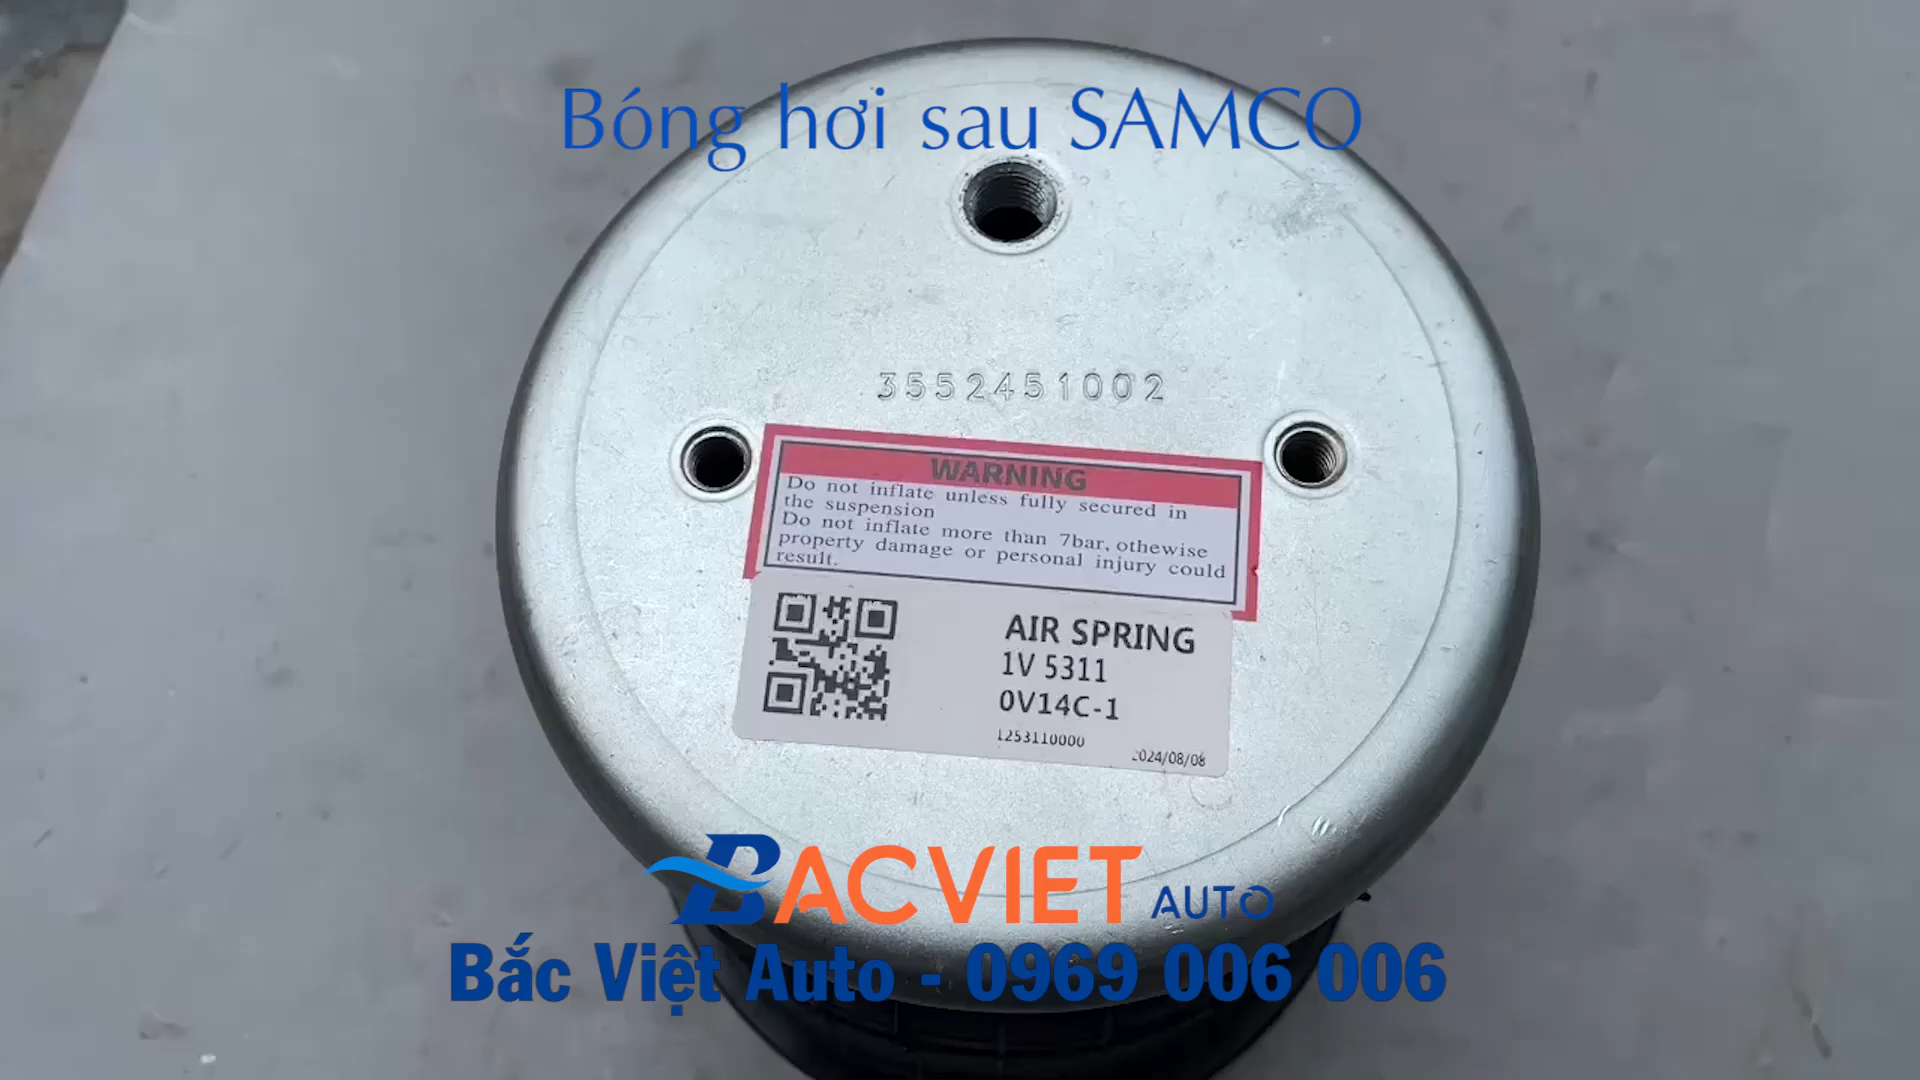 Bóng hơi sau SAMCO
3552451002
WARNING
Do not inflate unless fully secured in
the suspension
Do not inflate more than 7bar, othewise
property damage or personal injury could
result.
AIR SPRING
1V 5311
0V14C-1
1253110000
2024/08/08
BACVIET AUTO
Bắc Việt Auto - 0969 006 006